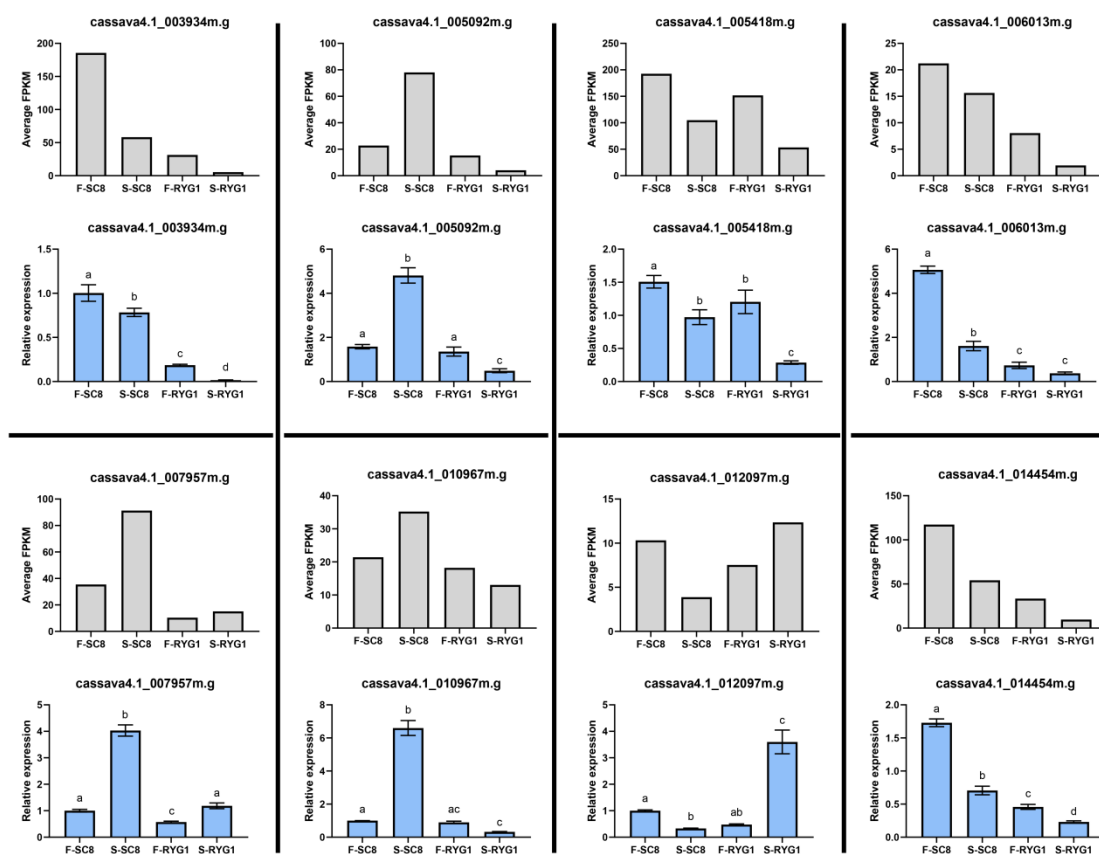 cassava4.1_003934m.g
Average FPKM
200
150
100
50
0
F-SC8 S-SC8 F-RYG1 S-RYG1
cassava4.1_003934m.g
Relative expression
1.5
1.0
0.5
0.0
a
b
c
d
F-SC8 S-SC8 F-RYG1 S-RYG1
cassava4.1_005092m.g
Average FPKM
100
80
60
40
20
0
F-SC8 S-SC8 F-RYG1 S-RYG1
cassava4.1_005092m.g
Relative expression
6
4
2
0
a
b
a
c
F-SC8 S-SC8 F-RYG1 S-RYG1
cassava4.1_005418m.g
Average FPKM
250
200
150
100
50
0
F-SC8 S-SC8 F-RYG1 S-RYG1
cassava4.1_005418m.g
Relative expression
2.0
1.5
1.0
0.5
0.0
a
b
b
c
F-SC8 S-SC8 F-RYG1 S-RYG1
cassava4.1_006013m.g
Average FPKM
25
20
15
10
5
0
F-SC8 S-SC8 F-RYG1 S-RYG1
cassava4.1_006013m.g
Relative expression
6
4
2
0
a
b
c
c
F-SC8 S-SC8 F-RYG1 S-RYG1
cassava4.1_007957m.g
Average FPKM
100
80
60
40
20
0
F-SC8 S-SC8 F-RYG1 S-RYG1
cassava4.1_007957m.g
Relative expression
5
4
3
2
1
0
a
b
c
a
F-SC8 S-SC8 F-RYG1 S-RYG1
cassava4.1_010967m.g
Average FPKM
40
30
20
10
0
F-SC8 S-SC8 F-RYG1 S-RYG1
cassava4.1_010967m.g
Relative expression
8
6
4
2
0
a
b
ac
c
F-SC8 S-SC8 F-RYG1 S-RYG1
cassava4.1_012097m.g
Average FPKM
15
10
5
0
F-SC8 S-SC8 F-RYG1 S-RYG1
cassava4.1_012097m.g
Relative expression
5
4
3
2
1
0
a
b
ab
c
F-SC8 S-SC8 F-RYG1 S-RYG1
cassava4.1_014454m.g
Average FPKM
150
100
50
0
F-SC8 S-SC8 F-RYG1 S-RYG1
cassava4.1_014454m.g
Relative expression
2.0
1.5
1.0
0.5
0.0
a
b
c
d
F-SC8 S-SC8 F-RYG1 S-RYG1